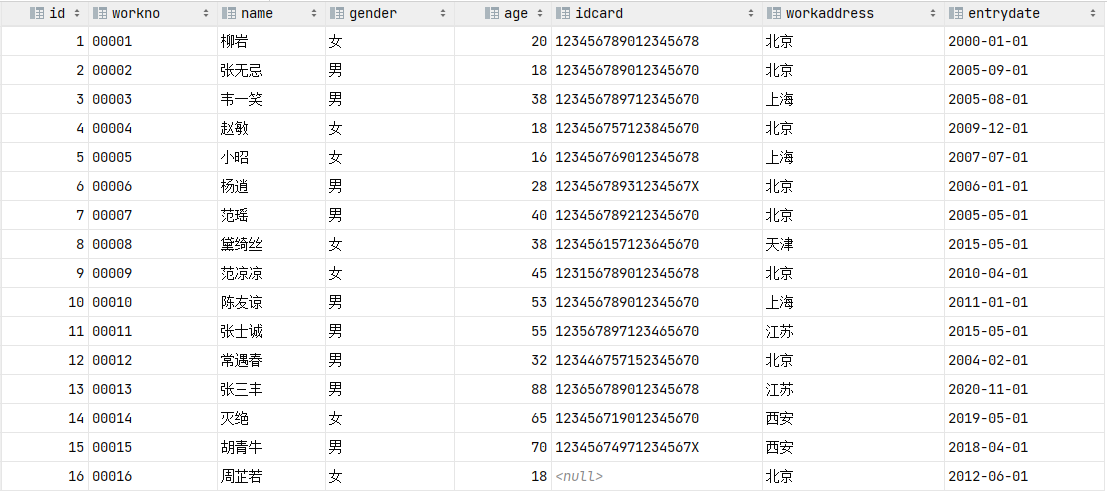 id workno name gender age idcard workaddress entrydate
1 00001 柳岩 女 20 123456789012345678 北京 2000-01-01
2 00002 张无忌 男 18 123456789012345670 北京 2005-09-01
3 00003 韦一笑 男 38 123456789712345670 上海 2005-08-01
4 00004 赵敏 女 18 123456757123845670 北京 2009-12-01
5 00005 小昭 女 16 123456769012345678 上海 2007-07-01
6 00006 杨逍 男 28 12345678931234567X 北京 2006-01-01
7 00007 范瑶 男 40 123456789212345670 北京 2005-05-01
8 00008 黛绮丝 女 38 123456157123645670 天津 2015-05-01
9 00009 范凉凉 女 45 123156789012345678 北京 2010-04-01
10 00010 陈友谅 男 53 123456789012345670 上海 2011-01-01
11 00011 张士诚 男 55 123567897123465670 江苏 2015-05-01
12 00012 常遇春 男 32 123446757152345670 北京 2004-02-01
13 00013 张三丰 男 88 123656789012345678 江苏 2020-11-01
14 00014 灭绝 女 65 123456719012345670 西安 2019-05-01
15 00015 胡青牛 男 70 12345674971234567X 西安 2018-04-01
16 00016 周芷若 女 18 <null> 北京 2012-06-01